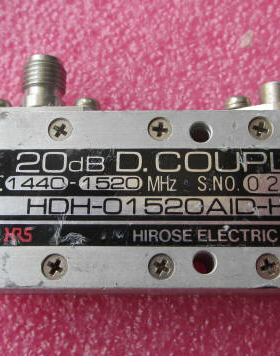 20dB D.COUPL
1440-1520 MHz S.NO. 02
HDH-01520AID-H
HRS HIROSE ELECTRIC